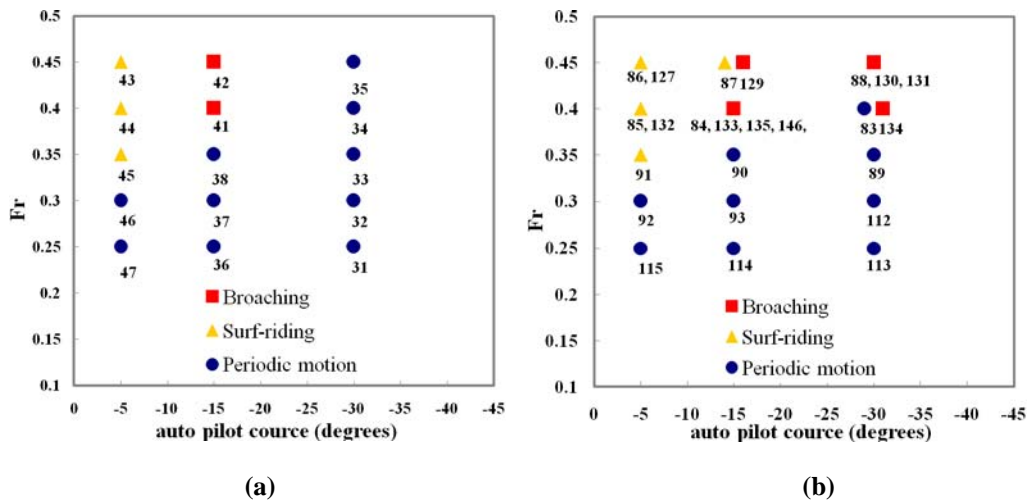 0.5
0.45
0.4
0.35
0.3
0.25
0.2
0.15
0.1
Fr
43 42 35
44 41 34
45 38 33
46 37 32
47 36 31
Broaching
Surf-riding
Periodic motion
0 -5 -10 -15 -20 -25 -30 -35 -40 -45
auto pilot cource (degrees)
(a)
0.5
0.45
0.4
0.35
0.3
0.25
0.2
0.15
0.1
Fr
86, 127 87 129 88, 130, 131
85, 132 84, 133, 135, 146, 83 134
91 90 89
92 93 112
115 114 113
Broaching
Surf-riding
Periodic motion
0 -5 -10 -15 -20 -25 -30 -35 -40 -45
auto pilot cource (degrees)
(b)